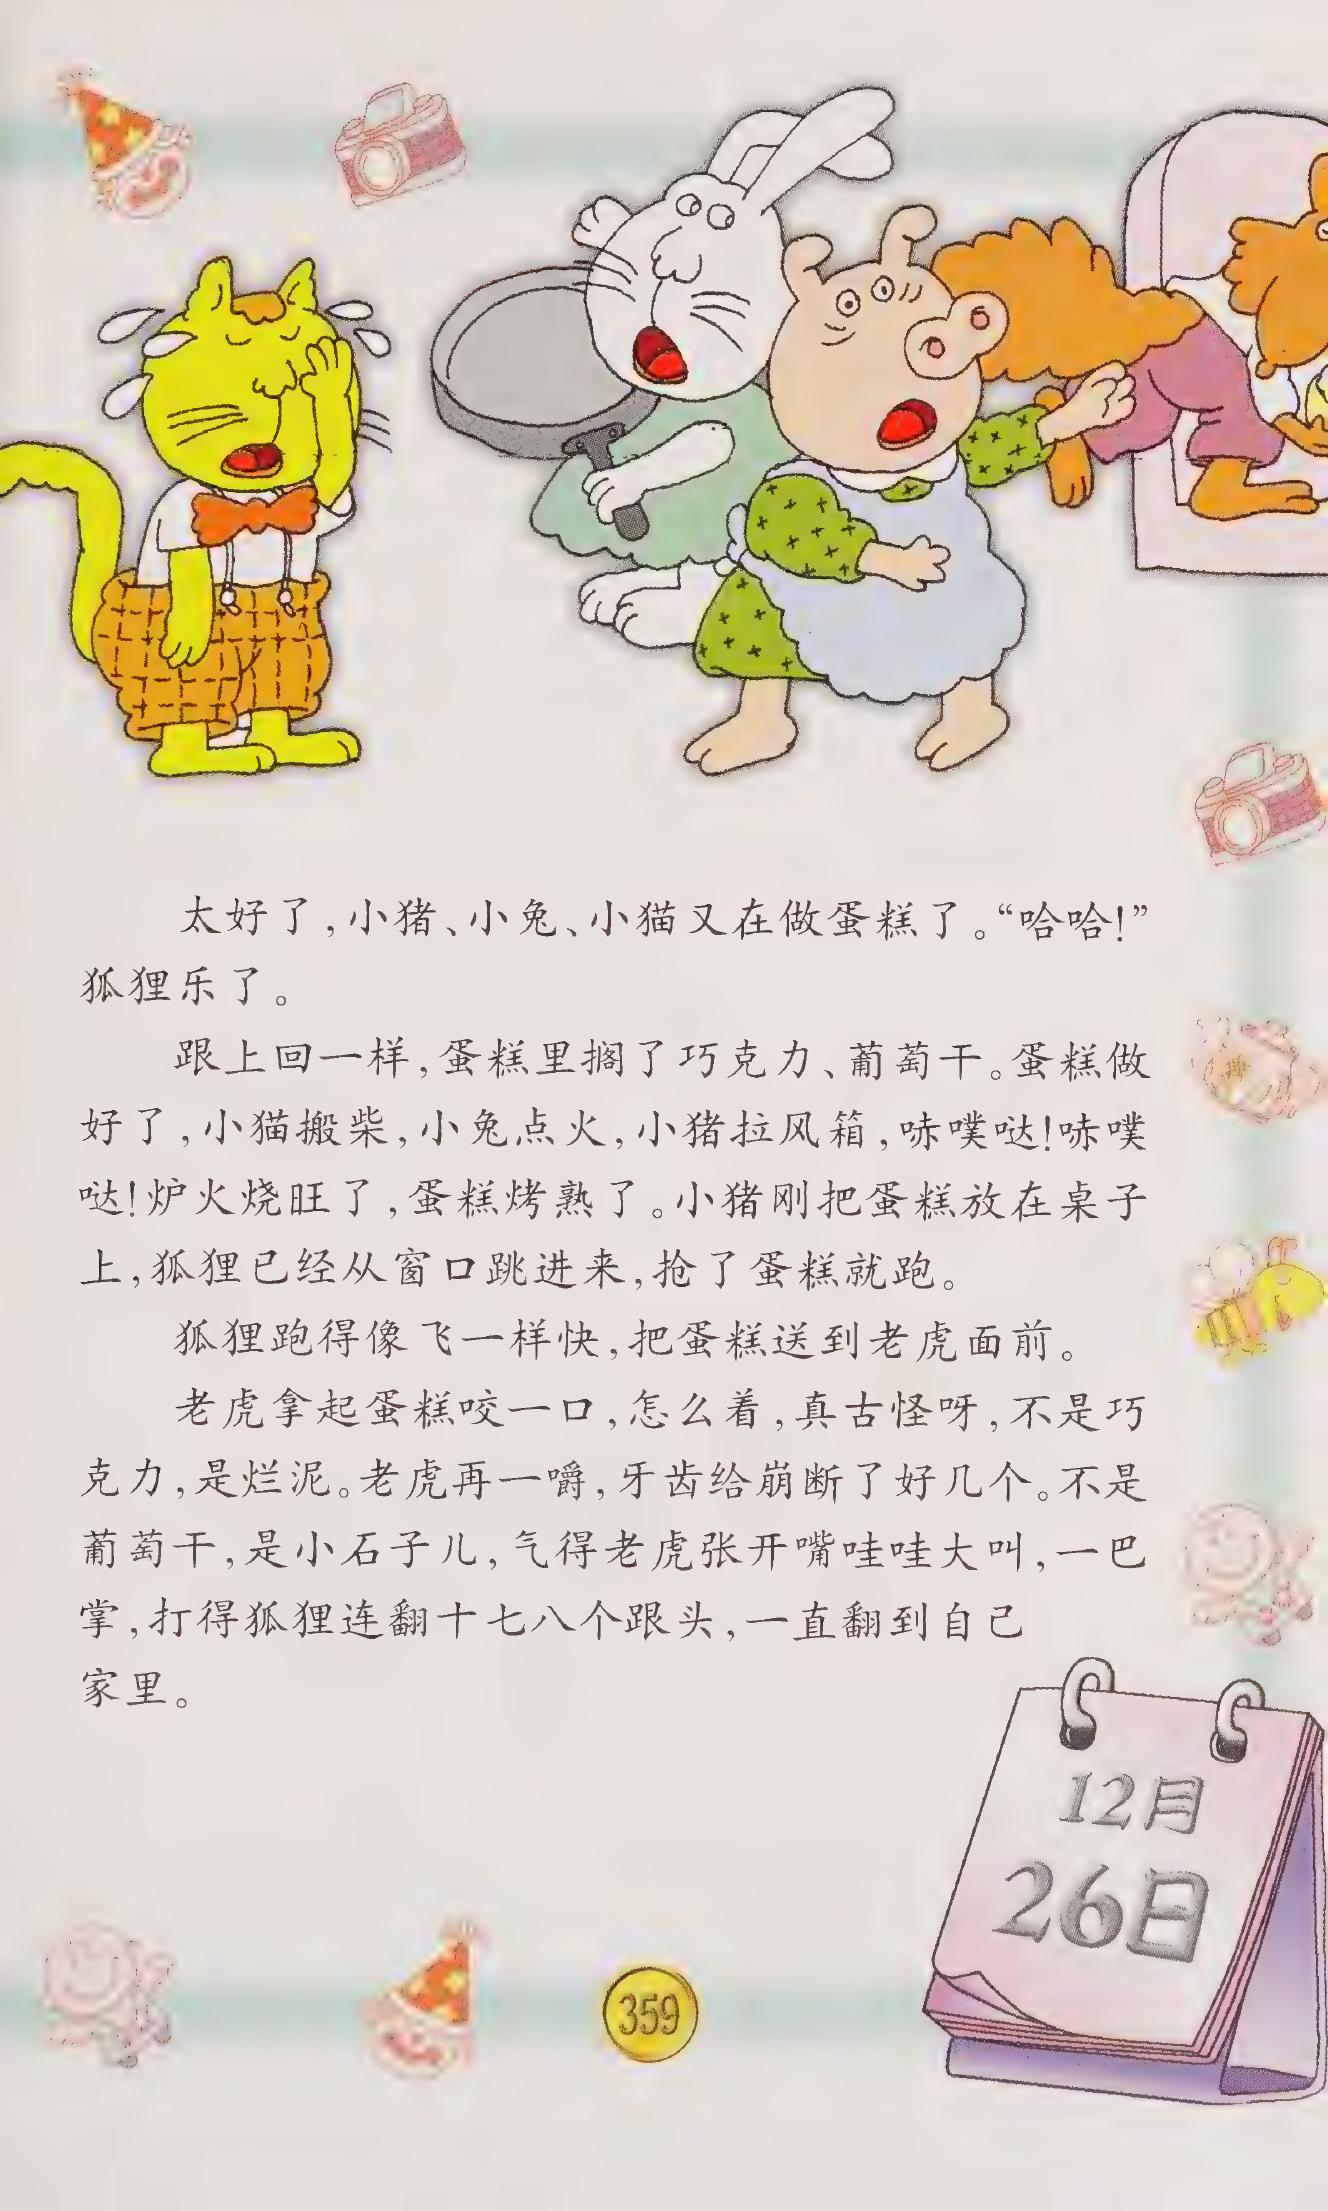 太好了，小猪、小兔、小猫又在做蛋糕了。“哈哈！”
狐狸乐了。
跟上回一样，蛋糕里搁了巧克力、葡萄干。蛋糕做
好了，小猫搬柴，小兔点火，小猪拉风箱，哧噗哒！哧噗
哒！炉火烧旺了，蛋糕烤熟了。小猪刚把蛋糕放在桌子
上，狐狸已经从窗口跳进来，抢了蛋糕就跑。
狐狸跑得像飞一样快，把蛋糕送到老虎面前。
老虎拿起蛋糕咬一口，怎么着，真古怪呀，不是巧
克力，是烂泥。老虎再一嚼，牙齿给崩断了好几个。不是
葡萄干，是小石子儿，气得老虎张开嘴哇哇大叫，一巴
掌，打得狐狸连翻十七八个跟头，一直翻到自己
家里。
12月
26日
359